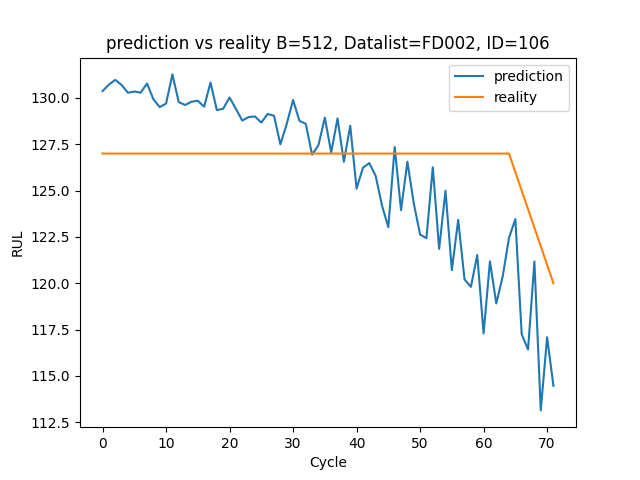 prediction vs reality B=512, Datalist=FD002, ID=106
prediction
reality
130.0
127.5
125.0
122.5
120.0
117.5
115.0
112.5
RUL
0 10 20 30 40 50 60 70
Cycle